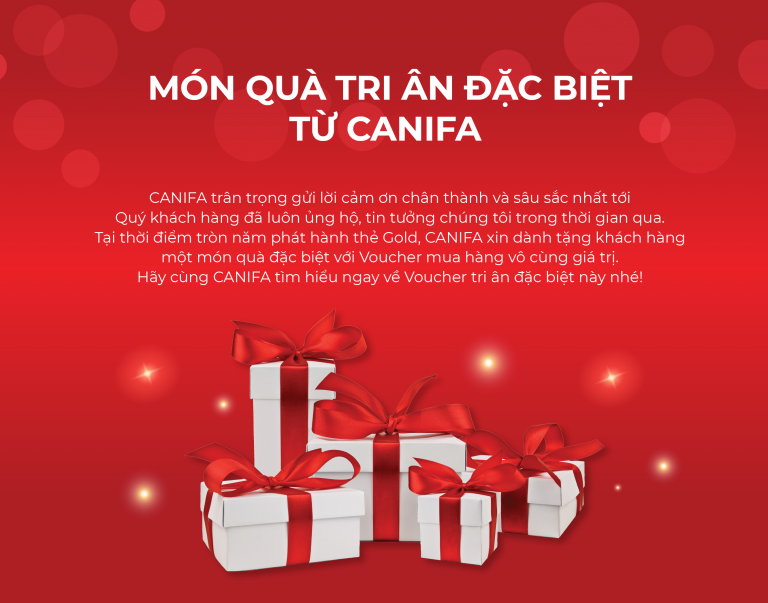 MÓN QUÀ TRI ÂN ĐẶC BIỆT
TỪ CANIFA
CANIFA trân trọng gửi lời cảm ơn chân thành và sâu sắc nhất tới
Quý khách hàng đã luôn ủng hộ, tin tưởng chúng tôi trong thời gian qua.
Tại thời điểm tròn năm phát hành thẻ Gold, CANIFA xin dành tặng khách hàng
một món quà đặc biệt với Voucher mua hàng vô cùng giá trị.
Hãy cùng CANIFA tìm hiểu ngay về Voucher tri ân đặc biệt này nhé!